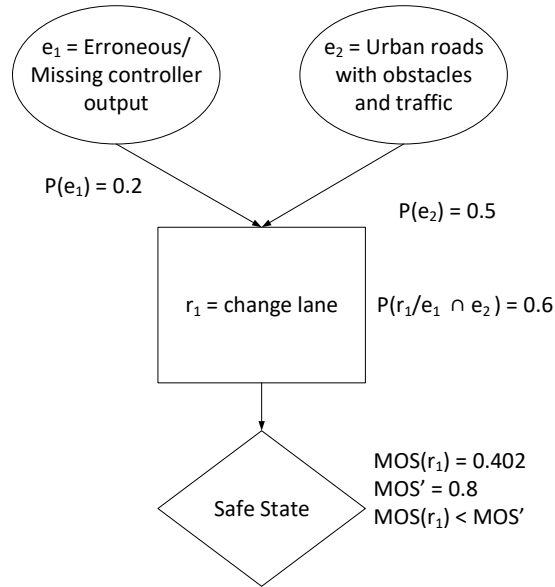 e₁ = Erroneous/
Missing controller
output
e₂ = Urban roads
with obstacles
and traffic
P(e₁) = 0.2
P(e₂) = 0.5
r₁ = change lane
P(r₁/e₁ ∩ e₂) = 0.6
Safe State
MOS(r₁) = 0.402
MOS’ = 0.8
MOS(r₁) < MOS’